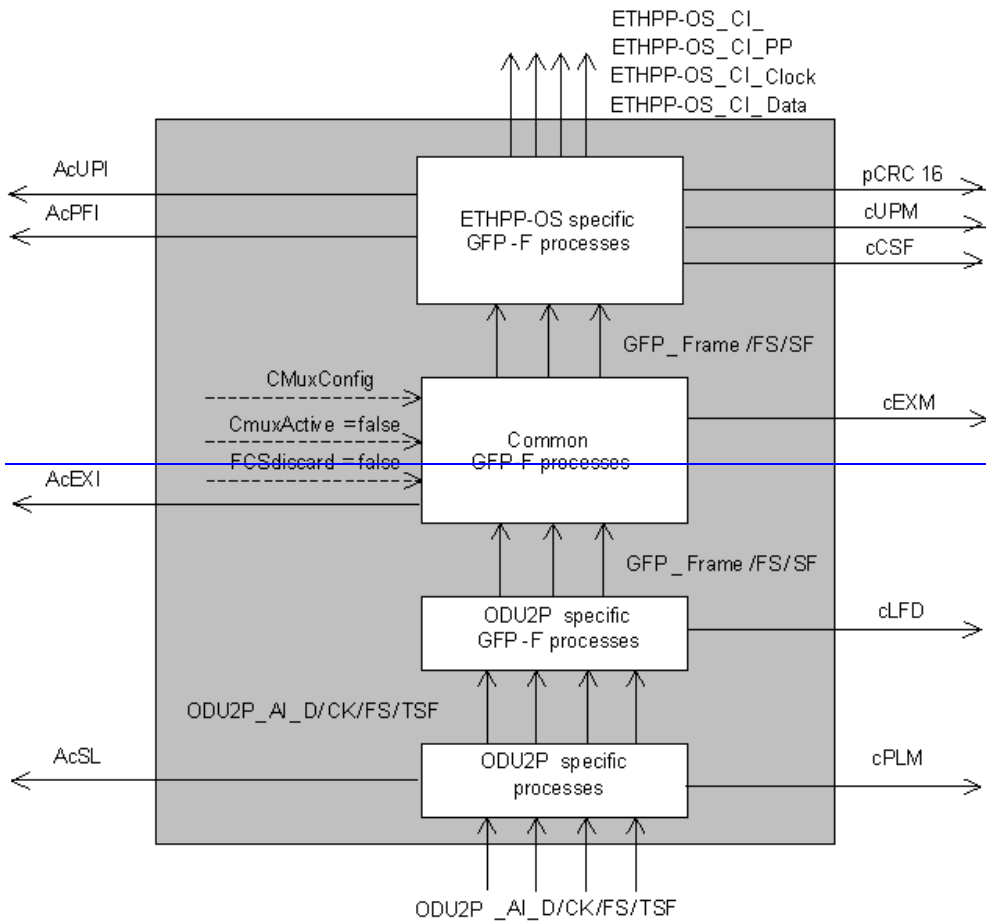 ETHPP-OS_CI_
ETHPP-OS_CI_PP
ETHPP-OS_CI_Clock
ETHPP-OS_CI_Data
AcUPI
AcPFI
ETHPP-OS specific
GFP-F processes
pCRC 16
cUPM
cCSF
GFP_Frame/FS/SF
CMuxConfig
CmuxActive =false
FCSdiscard =false
AcEXI
Common
GFP-F processes
cEXM
GFP_Frame/FS/SF
ODU2P specific
GFP-F processes
cLFD
ODU2P_AI_D/CK/FS/TSF
AcSL
ODU2P specific
processes
cPLM
ODU2P _AI_D/CK/FS/TSF